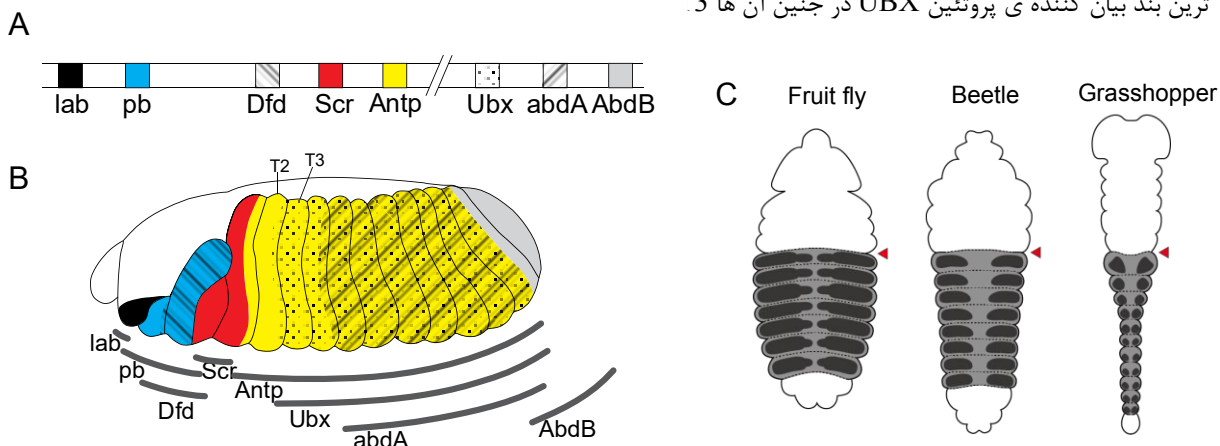 ترین بند بیان کننده ی پروتئین UBX در جنین آن ها 5.
A
lab pb Dfd Scr Antp Ubx abdA AbdB
B
T2 T3
lab
pb
Dfd
Scr
Antp
Ubx
abdA
AbdB
C
Fruit fly Beetle Grasshopper